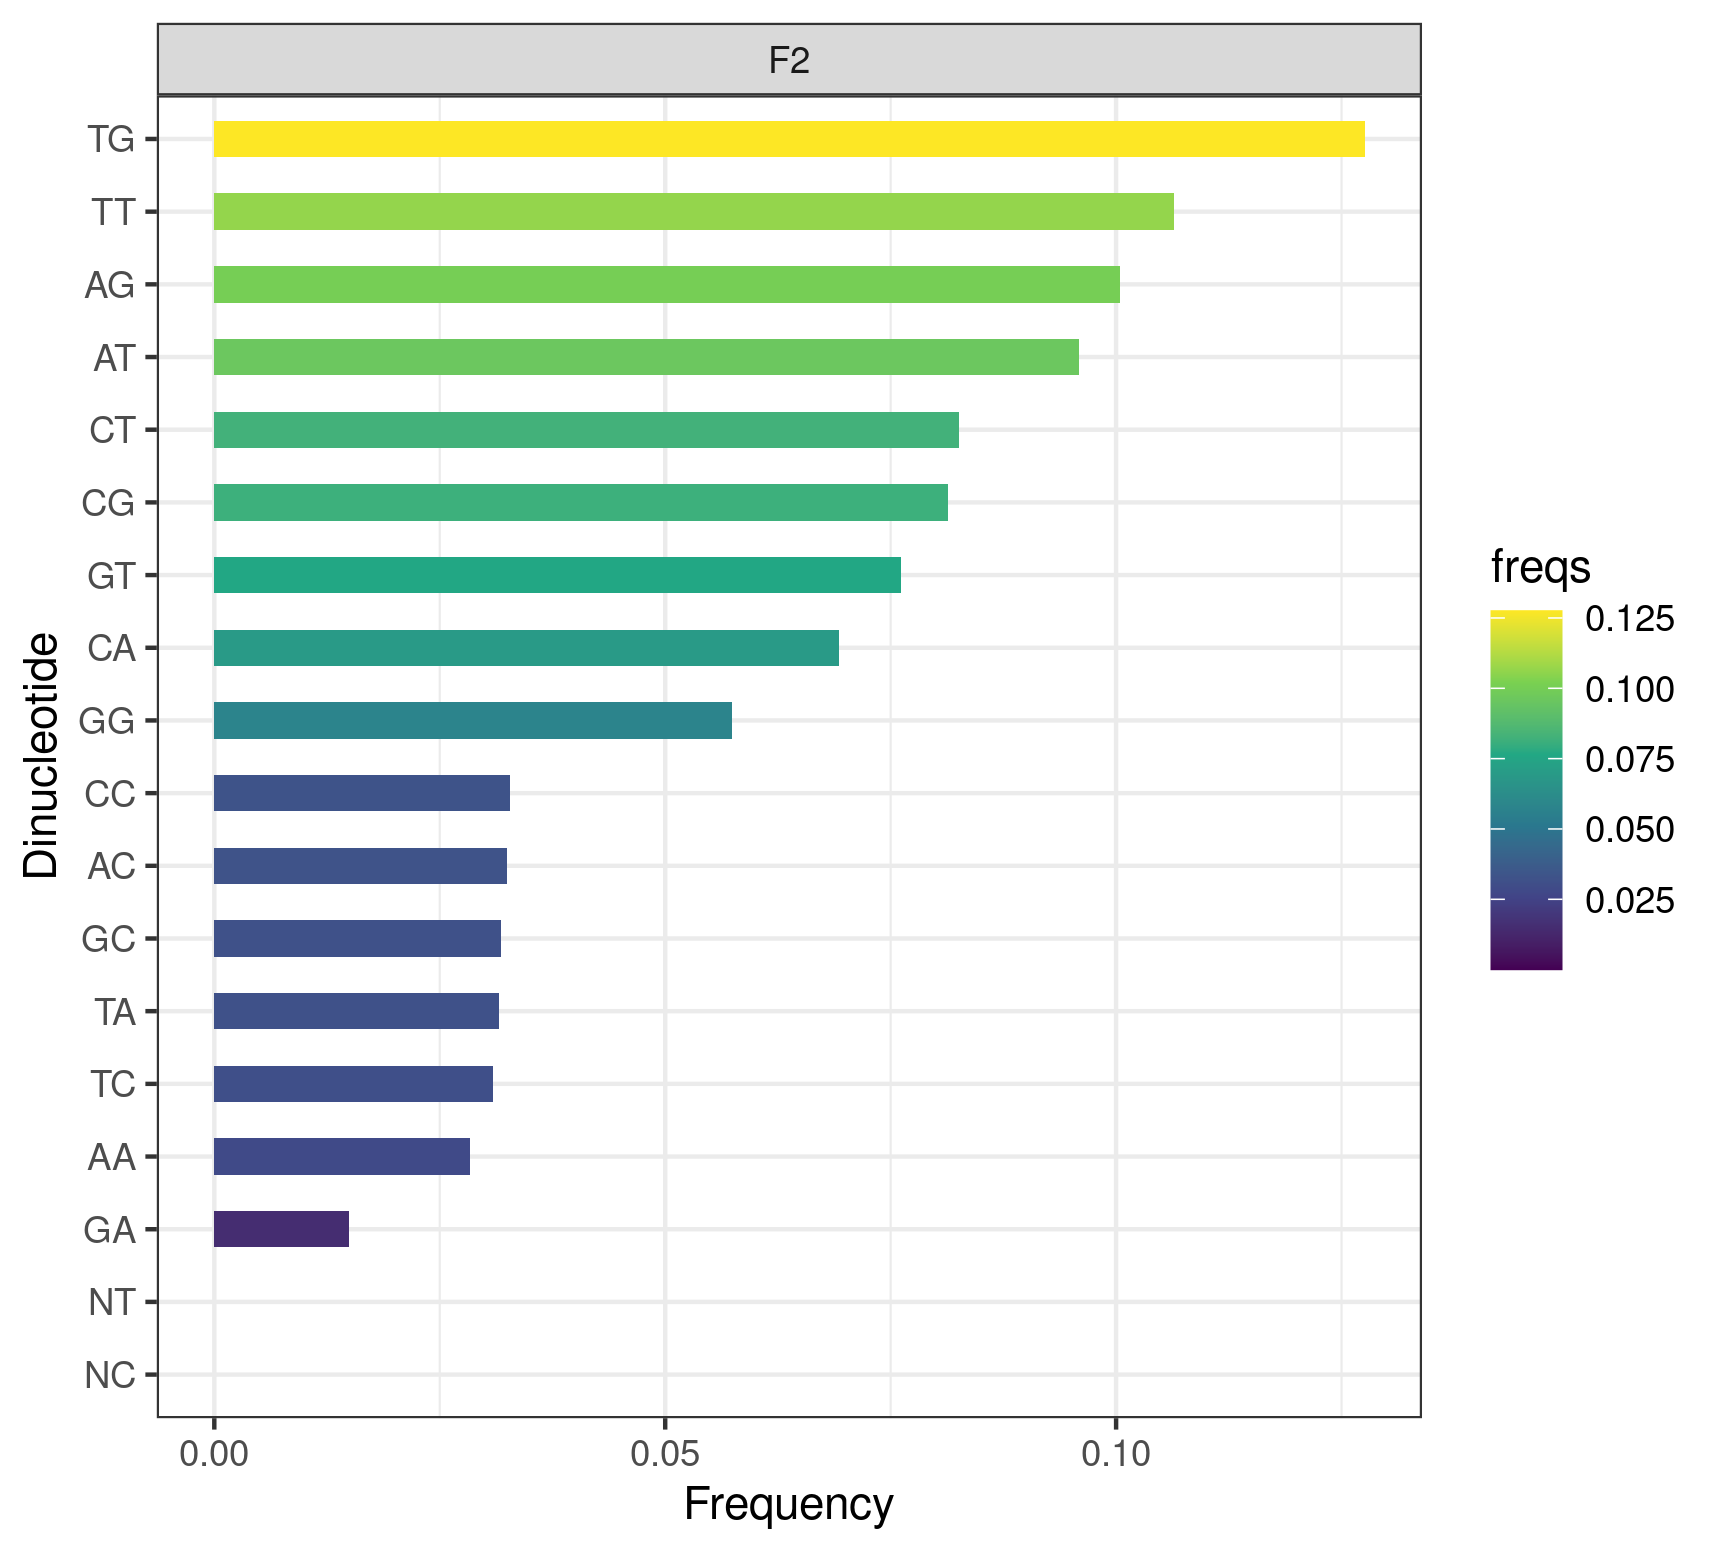 F2
TG
TT
AG
AT
CT
CG
GT
CA
GG
CC
AC
GC
TA
TC
AA
GA
NT
NC
Dinucleotide
0.00 0.05 0.10
Frequency
freqs
0.125
0.100
0.075
0.050
0.025